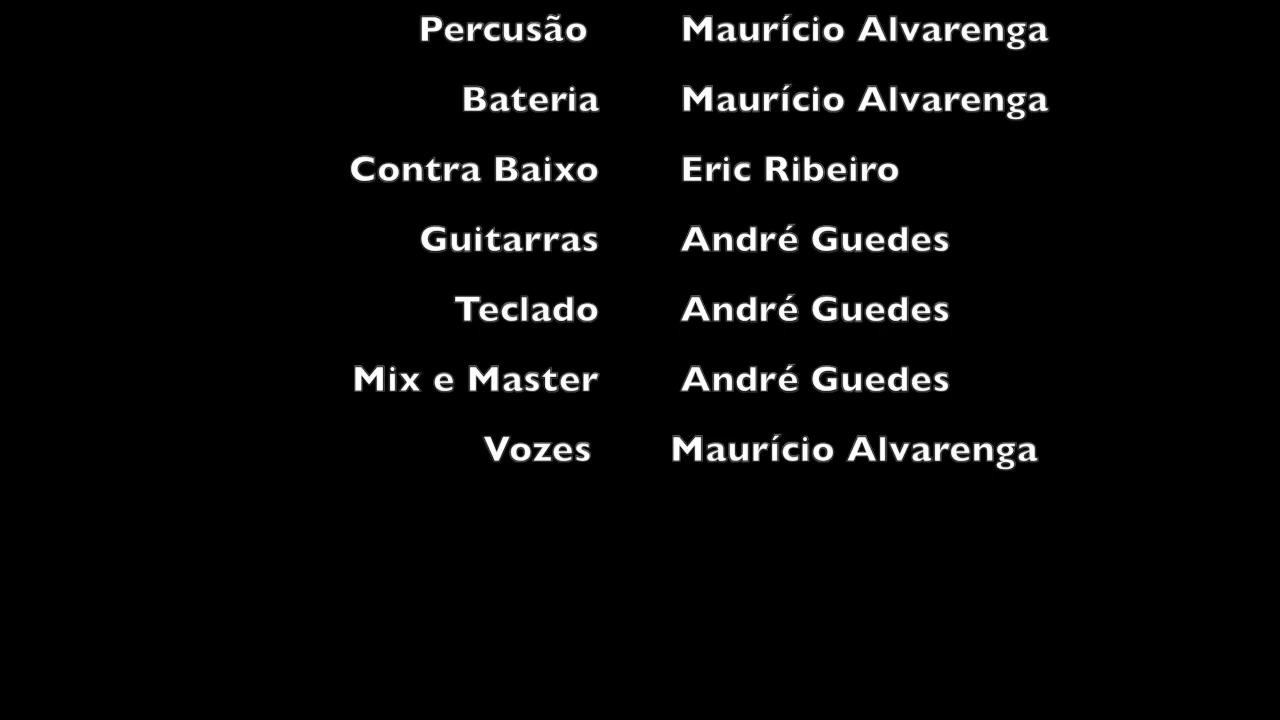 Percusão Maurício Alvarenga
Bateria Maurício Alvarenga
Contra Baixo Eric Ribeiro
Guitarras André Guedes
Teclado André Guedes
Mix e Master André Guedes
Vozes Maurício Alvarenga